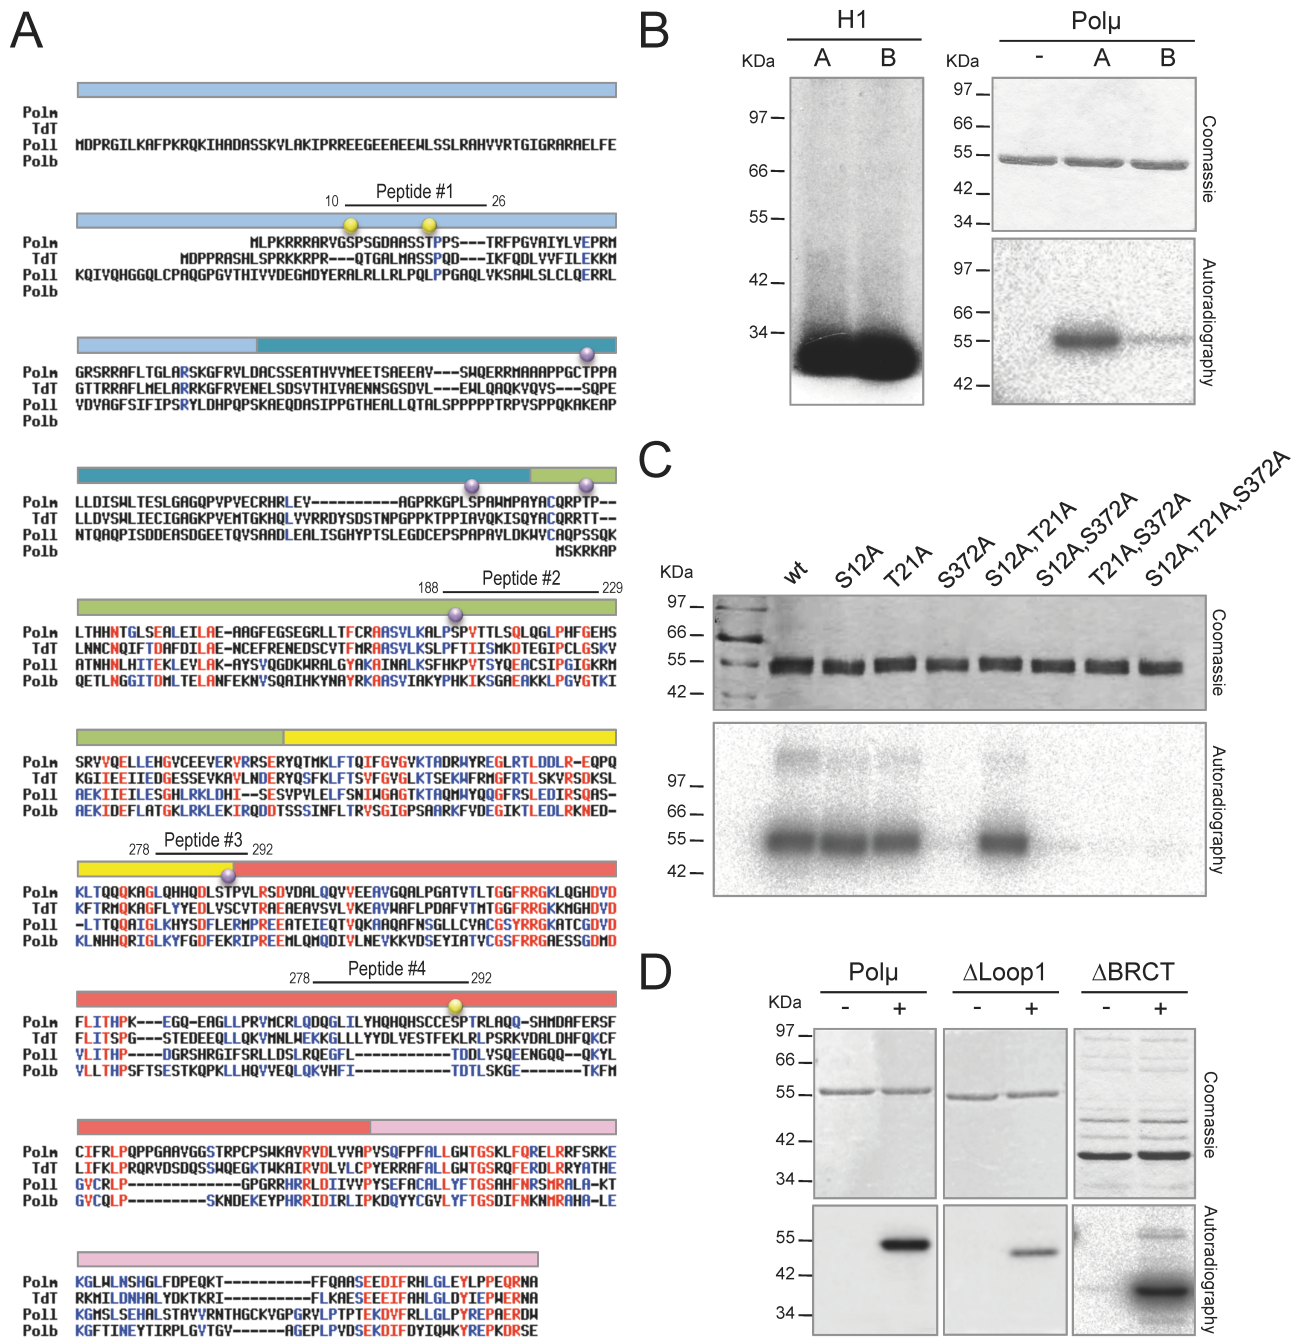 A
Polm
TdT
Poll MDPRGILKAFPKRQKIHADASSKVLAKIPRREEGEEAEEWLSSLRAHVVRTGIGRARAELFE
Polb
Peptide #1
10 26
Polm MLPKRRRARVGSPSGDAASSTPPS---TRFPGVAIYLVEPRM
TdT MDPPRASHLSPRKKRPR---QTGALMASSPQD---IKFQDLVVFILEKKM
Poll KQIVQHGGQLCPAQGPGVTHIVVDEGMDYERALRLLRLPQLPPGAQLVKSAWLSLCLQERRL
Polb
Polm GRSRRAFLTGLARSKGFRVLDACSSEATHVVMEETSAEEAV---SWQERRMAAAPPGCTPPA
TdT GTTRRAFLMELARRKGFRVENELSDSVTHIVAENNSGSDVL---EWLQAQKVQVS---SQPE
Poll VDVAGFSIFIPSRYLDHPQPSKAEQDASIPPGTHEALLQTALSPPPPPTRPVSPPQKAKEAP
Polb
Polm LLDISWLTESLGAGQPVPVECRHRLEV----------AGPRKGPLSPAWMPAYACQRPTP--
TdT LLDVSWLIECIGAGKPVEMTGKHQLVVRRDYSDSTNPGPPKTPPIAVQKISQYACQRRTT--
Poll NTQAQPISDDEASDGEETQVSAADLEALISGHYPTSLEGDCEPSPAPAVLDKWVCAQPSSQK
Polb MSKRKAP
Peptide #2
188 229
Polm LTHHNTGLSEALEILAE-AAGFEGSEGRLLTFCRAASVLKALPSPVTTLSQLQGLPHFGEHS
TdT LNNCNQIFTDAFDILAE-NCEFRENEDSCVTFMRAASVLKSLPFTIISMKDTEGIPCLGSKV
Poll ATNHNLHITEKLEVLAK-AYSVQGDKWRALGYAKAINALKSFHKPVTSYQEACSIPGIGKRM
Polb QETLNGGITDMLTELANFEKNVSQAIHKYNAYRKAASVIAKYPHKIKSGAEAKKLPGVGTKI
Polm SRVVQELLEHGVCEEVERVRRSERYQTMKLFTQIFGVGVKTADRWYREGLRTLDDLR-EQPQ
TdT KGIIEEIIEDGESSEVKAVLNDERYQSFKLFTSVFGVGLKTSEKWFRMGFRTLSKVRSDKSL
Poll AEKIIEILESGHLRKLDHI--SESVPVLELFSNIWGAGTKTAQMWYQQGFRSLEDIRSQAS-
Polb AEKIDEFLATGKLRKLEKIRQDDTSSSINFLTRVSGIGPSAARKFVDEGIKTLEDLRKNED-
Peptide #3
278 292
Polm KLTQQQKAGLQHHQDLSTPVLRSDVDALQQVVEEAVGQALPGATVTLTGGFRRGKLQGHDVD
TdT KFTRMQKAGFLYYEDLVSCVTRAEAEAVSVLVKEAVWAFLPDAFVTMTGGFRRGKKMGHDVD
Poll -LTTQQAIGLKHYSDFLERMPREEATEIEQTVQKAAQAFNSGLLCVACGSYRRGKATCGDVD
Polb KLNHHQRIGLKYFGDFEKRIPREEMLQMQDIVLNEVKKVDSEYIATVCGSFRRGAESSGDMD
Peptide #4
278 292
Polm FLITHPK---EGQ-EAGLLPRVMCRLQDQGLILYHQHQHSCCESPTRLAQQ-SHMDAFERSF
TdT FLITSPG---STEDEEQLLQKVMNLWEKKGLLLYYDLVESTFEKLRLPSRKVDALDHFQKCF
Poll VLITHP----DGRSHRGIFSRLLDSLRQEGFL-----------TDDLVSQEENGQQ--QKYL
Polb VLLTHPSFTSESTKQPKLLHQVVEQLQKVHFI-----------TDTLSKGE-------TKFM
Polm CIFRLPQPPGAAVGGSTRPCPSWKAVRVDLVVAPVSQFPFALLGWTGSKLFQRELRRFSRKE
TdT LIFKLPRQRVDSDQSSWQEGKTWKAIRVDLVLCPYERRAFALLGWTGSRQFERDLRRYATHE
Poll GVCRLP-------------GPGRRHRRLDIIVVPYSEFACALLYFTGSAHFNRSMRALA-KT
Polb GVCQLP---------SKNDEKEYPHRRIDIRLIPKDQYYCGVLYFTGSDIFNKNMRAHA-LE
Polm KGLWLNSHGLFDPEQKT----------FFQAASEEDIFRHLGLEYLPPEQRNA
TdT RKMILDNHALYDKTKRI----------FLKAESEEEIFAHLGLDYIEPWERNA
Poll KGMSLSEHALSTAVVRNTHGCKVGPGRVLPTPTEKDVFRLLGLPYREPAERDW
Polb KGFTINEYTIRPLGVTGV------AGEPLPVDSEKDIFDYIQWKYREPKDRSE
B
H1
KDa A B
97
66
55
42
34
Polµ
KDa - A B
97
66
55
42
34
Coomassie
97
66
55
42
Autoradiography
C
KDa wt S12A T21A S372A S12A,T21A S12A,S372A T21A,S372A S12A,T21A,S372A
97
66
55
42
Coomassie
97
66
55
42
Autoradiography
D
Polµ ΔLoop1 ΔBRCT
KDa - + - + - +
97
66
55
42
34
Coomassie
55
42
34
Autoradiography